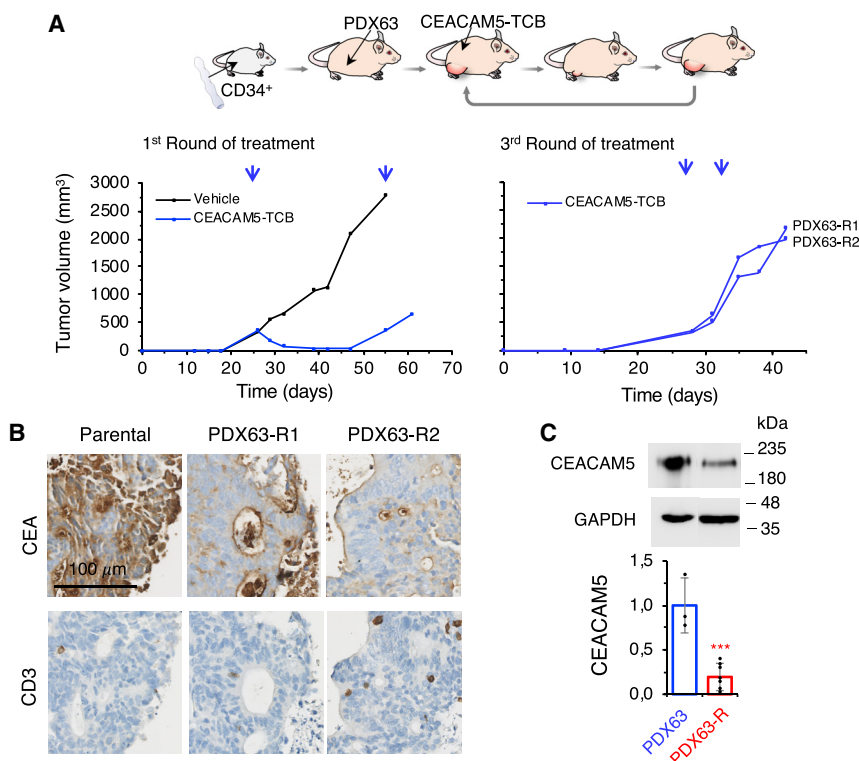 A
PDX63
CEACAM5-TCB
CD34+
1st Round of treatment
3rd Round of treatment
Tumor volume (mm³)
3000
2500
2000
1500
1000
500
0
Vehicle
CEACAM5-TCB
0 10 20 30 40 50 60 70
Time (days)
CEACAM5-TCB
PDX63-R1
PDX63-R2
0 10 20 30 40
Time (days)
B
Parental PDX63-R1 PDX63-R2
CEA
100 μm
CD3
C
kDa
CEACAM5
235
180
GAPDH
48
35
CEACAM5
1,5
1,0
0,5
0,0
***
PDX63
PDX63-R